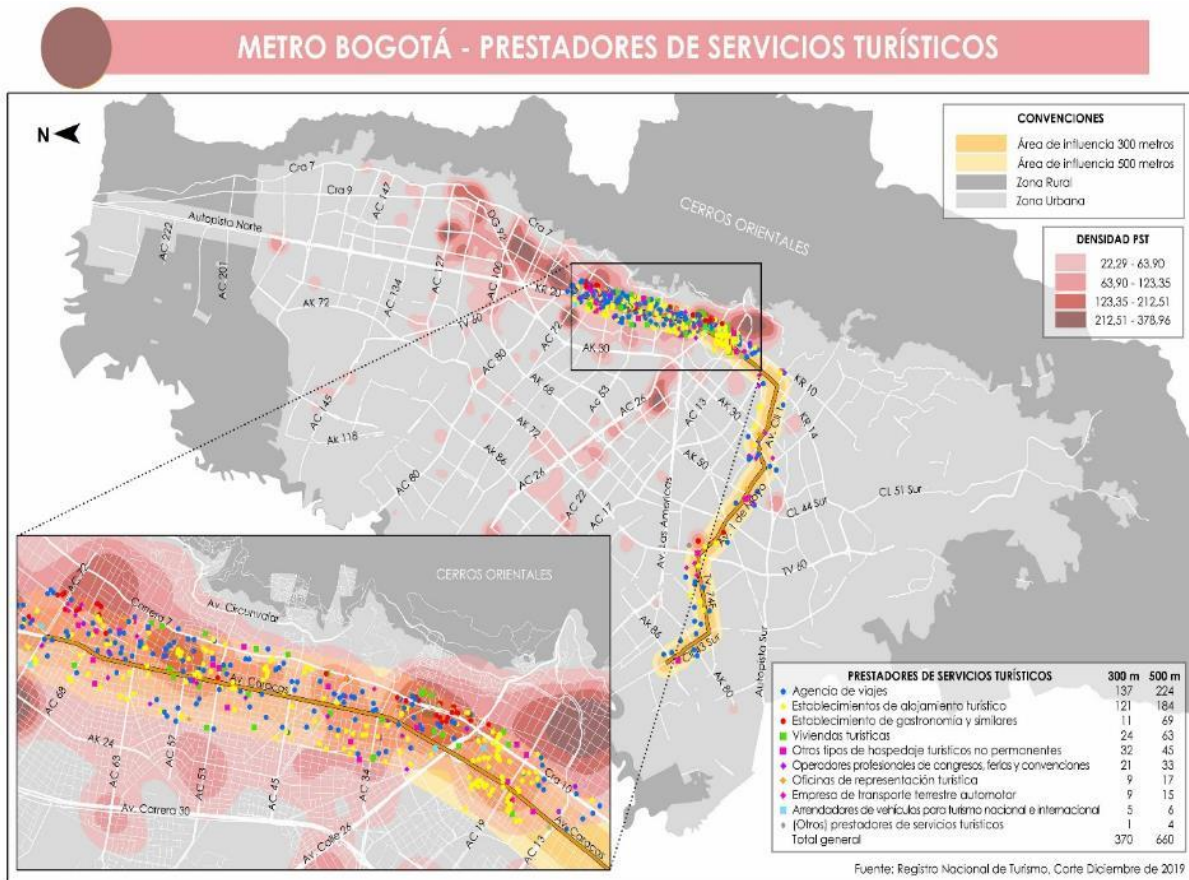 METRO BOGOTÁ - PRESTADORES DE SERVICIOS TURÍSTICOS
N
CONVENCIONES
Área de influencia 300 metros
Área de influencia 500 metros
Zona Rural
Zona Urbana
DENSIDAD PST
22,29 - 63,90
63,90 - 123,35
123,35 - 212,51
212,51 - 378,96
CERROS ORIENTALES
Cra 7
Cra 9
AC 147
Autopista Norte
AC 222
AC 201
DG 92
Cra 7
AC 127
AC 100
AC 134
KR 20
AK 72
TV 60
AC 72
AK 30
AC 80
AK 68
AC 53
AC 26
AC 13
AK 30
KR 10
KR 14
AC 145
AK 118
AK 72
AK 86
AC 80
AC 26
AC 22
AC 17
AK 50
Av. Cll 1
CL 51 Sur
CL 44 Sur
Av. 1 de Mayo
Av. Las Americas
TV 60
AK 86
AK 80
Autopista Sur
CERROS ORIENTALES
Carrera 7
Av. Circunvalar
Av. Caracas
AC 68
AK 24
AC 63
AC 57
AC 53
AC 45
AC 34
Av. Carrera 30
Av. Calle 26
AC 19
AC 13
Cra 10
Av. Caracas
PRESTADORES DE SERVICIOS TURÍSTICOS 300 m 500 m
Agencia de viajes 137 224
Establecimientos de alojamiento turístico 121 184
Establecimiento de gastronomía y similares 11 69
Viviendas turísticas 24 63
Otros tipos de hospedaje turísticos no permanentes 32 45
Operadores profesionales de congresos, ferias y convenciones 21 33
Oficinas de representación turística 9 17
Empresa de transporte terrestre automotor 9 15
Arrendadores de vehículos para turismo nacional e internacional 5 6
(Otros) prestadores de servicios turísticos 1 4
Total general 370 660
Fuente: Registro Nacional de Turismo, Corte Diciembre de 2019